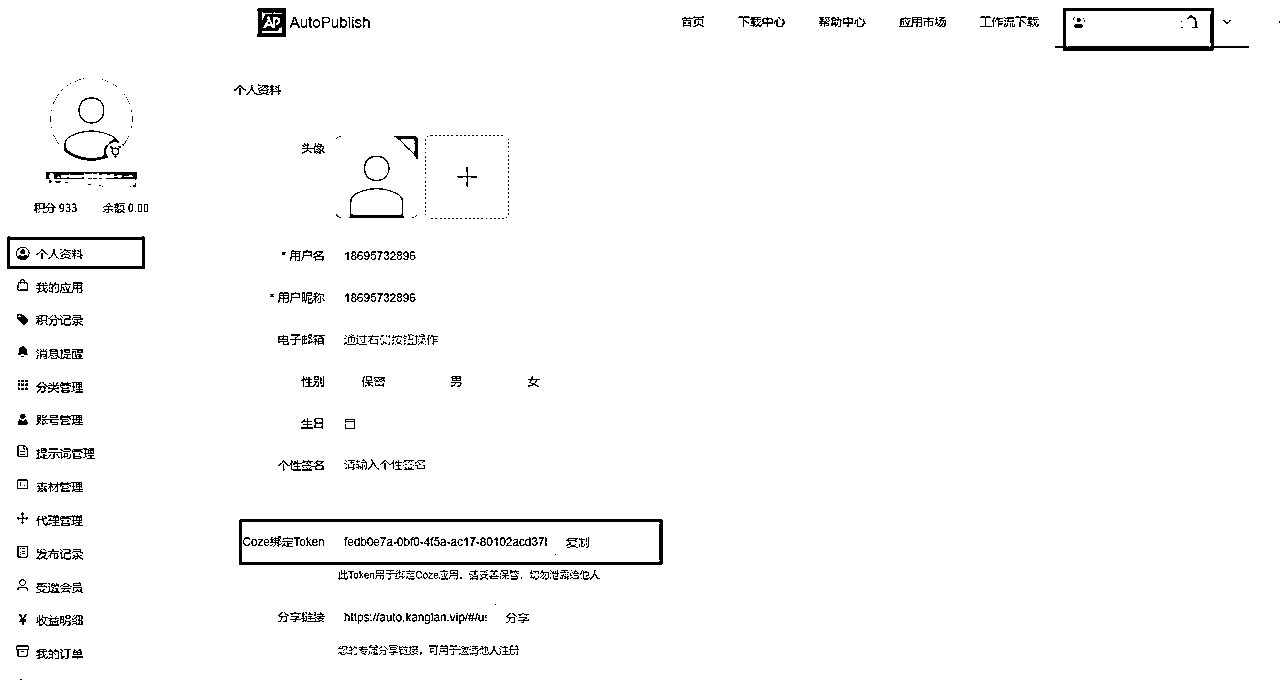 AP AutoPublish
首页 下载中心 帮助中心 应用市场 工作流下载
个人资料
头像
积分 933 余额 0.00
个人资料
我的应用
积分记录
消息提醒
分类管理
账号管理
提示词管理
素材管理
代理管理
发布记录
受邀会员
收益明细
我的订单
* 用户名 18695732896
* 用户昵称 18695732896
电子邮箱 通过右侧按钮操作
性别 保密 男 女
生日
个性签名 请输入个性签名
Coze绑定Token fedb0e7a-0bf0-4f5a-ac17-80102acd37 复制
此Token用于绑定Coze应用，请妥善保管，切勿泄露给他人
分享链接 https://auto.kanglan.vip/#/u 分享
您的专属分享链接，可用于邀请他人注册